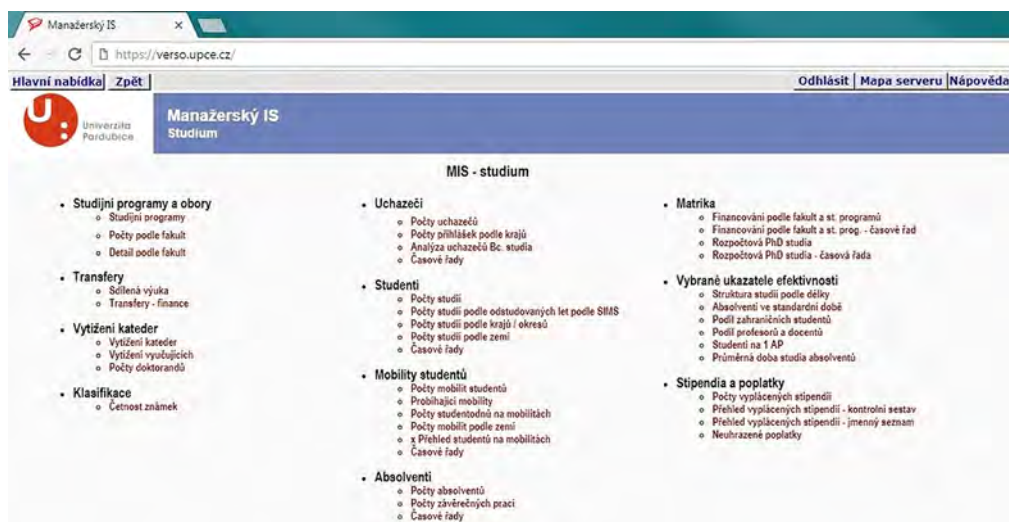 Manažerský IS
https://verso.upce.cz/
Hlavní nabídka Zpět Odhlásit Mapa serveru Nápověda
U:
Univerzita
Pardubice
Manažerský IS
Studium
MIS - studium
Studijní programy a obory
Studijní programy
Počty podle fakult
Detail podle fakult
Transfery
Sdílená výuka
Transfery - finance
Vytížení kateder
Vytížení kateder
Vytížení vyučujících
Počty doktorandů
Klasifikace
Četnost známek
Uchazeči
Počty uchazečů
Počty přihlášek podle krajů
Analýza uchazečů Bc. studia
Časové řady
Studenti
Počty studií
Počty studií podle odstudovaných let podle SIMS
Počty studií podle krajů / okresů
Počty studií podle zemí
Časové řady
Mobility studentů
Počty mobilit studentů
Probíhající mobility
Počty studentodnů na mobilitách
Počty mobilit podle zemí
x Přehled studentů na mobilitách
Časové řady
Absolventi
Počty absolventů
Počty závěrečných prací
Časové řady
Matrika
Financování podle fakult a st. programů
Financování podle fakult a st. prog. - časové řad
Rozpočtová PhD studia
Rozpočtová PhD studia - časová řada
Vybrané ukazatele efektivnosti
Struktura studií podle délky
Absolventi ve standardní době
Podíl zahraničních studentů
Podíl profesorů a docentů
Studenti na 1 AP
Průměrná doba studia absolventů
Stipendia a poplatky
Počty vyplácených stipendií
Přehled vyplácených stipendií - kontrolní sestav
Přehled vyplácených stipendií - jmenný seznam
Neuhrazené poplatky